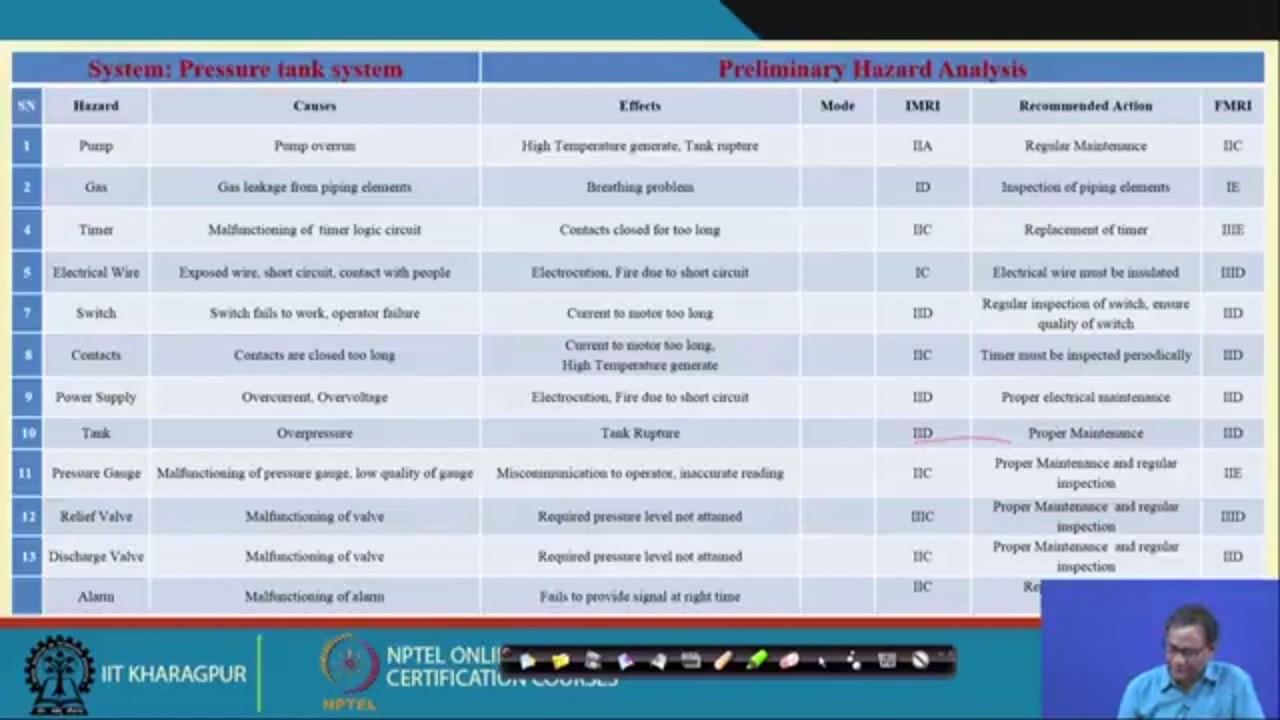 System: Pressure tank system Preliminary Hazard Analysis
SN Hazard Causes Effects Mode IMRI Recommended Action FMRI
1 Pump Pump overrun High Temperature generate, Tank rupture IIA Regular Maintenance IIC
2 Gas Gas leakage from piping elements Breathing problem ID Inspection of piping elements IE
4 Timer Malfunctioning of timer logic circuit Contacts closed for too long IIC Replacement of timer IIIE
5 Electrical Wire Exposed wire, short circuit, contact with people Electrocution, Fire due to short circuit IC Electrical wire must be insulated IIID
7 Switch Switch fails to work, operator failure Current to motor too long IID Regular inspection of switch, ensure
quality of switch IID
8 Contacts Contacts are closed too long Current to motor too long,
High Temperature generate IIC Timer must be inspected periodically IID
9 Power Supply Overcurrent, Overvoltage Electrocution, Fire due to short circuit IID Proper electrical maintenance IID
10 Tank Overpressure Tank Rupture IID Proper Maintenance IID
11 Pressure Gauge Malfunctioning of pressure gauge, low quality of gauge Miscommunication to operator, inaccurate reading IIC Proper Maintenance and regular
inspection IIE
12 Relief Valve Malfunctioning of valve Required pressure level not attained IIIC Proper Maintenance and regular
inspection IIID
13 Discharge Valve Malfunctioning of valve Required pressure level not attained IIC Proper Maintenance and regular
inspection IID
Alarm Malfunctioning of alarm Fails to provide signal at right time IIC
IIT KHARAGPUR
NPTEL
NPTEL
CERTIFICATION COURSES